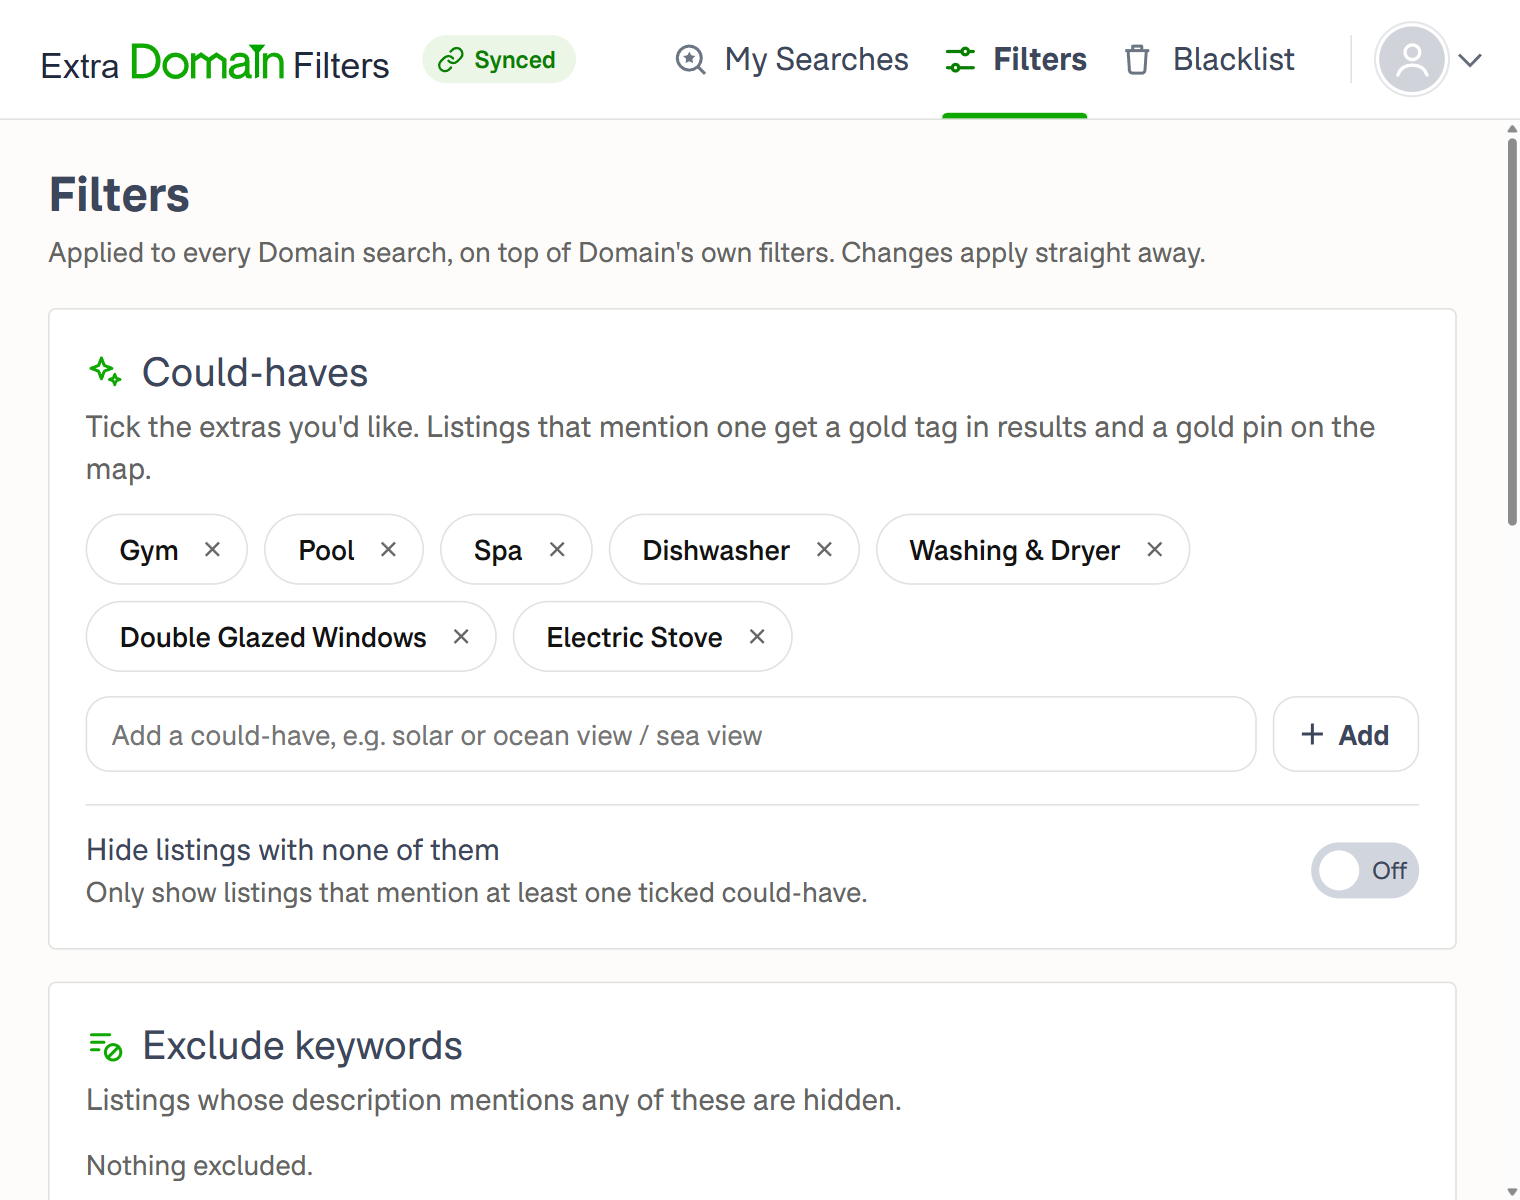 Extra Domain Filters
Synced
My Searches
Filters
Blacklist
Filters
Applied to every Domain search, on top of Domain's own filters. Changes apply straight away.
Could-haves
Tick the extras you'd like. Listings that mention one get a gold tag in results and a gold pin on the
map.
Gym
Pool
Spa
Dishwasher
Washing & Dryer
Double Glazed Windows
Electric Stove
Add a could-have, e.g. solar or ocean view / sea view
Add
Hide listings with none of them
Only show listings that mention at least one ticked could-have.
Off
Exclude keywords
Listings whose description mentions any of these are hidden.
Nothing excluded.